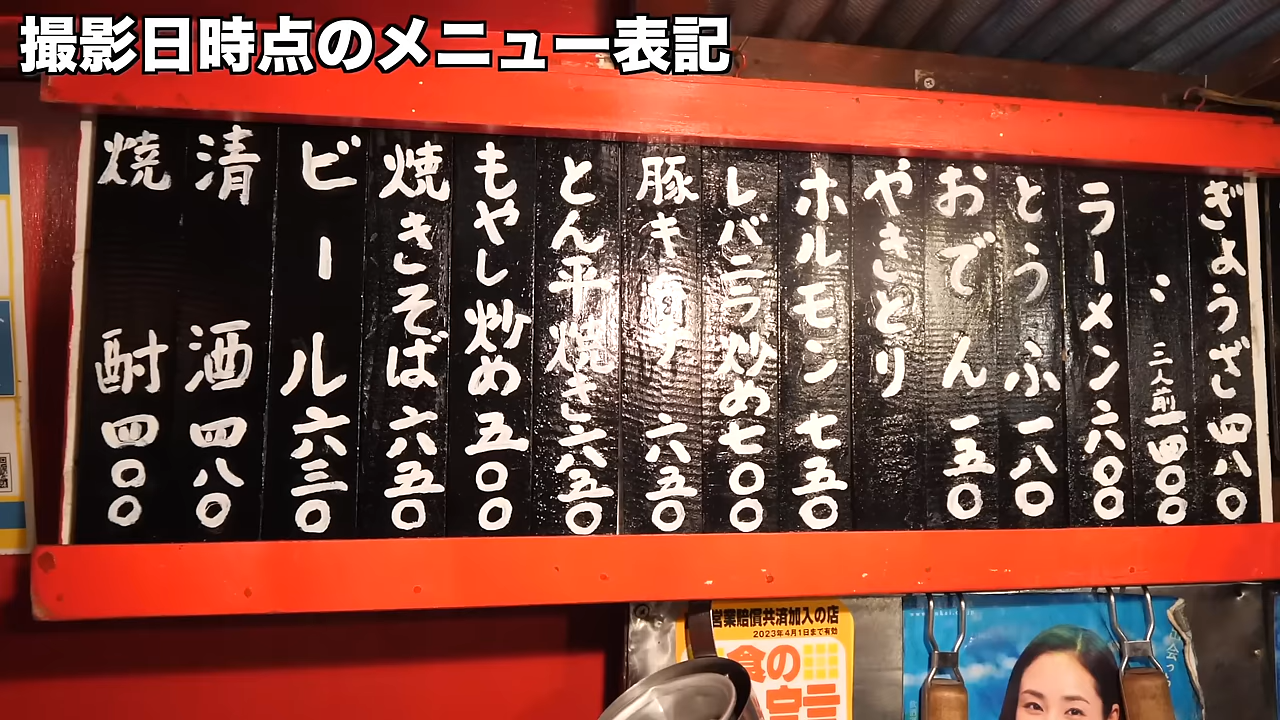 撮影日時点のメニュー表記
ぎょうざ 四八〇
〃 三人前 一、四〇〇
ラーメン 六〇〇
とうふ 一八〇
おでん 一五〇
やきとり
ホルモン 七五〇
レバニラ炒め 七〇〇
豚キムチ 六五〇
とん平焼き 六五〇
もやし炒め 五〇〇
焼きそば 六五〇
ビール 六三〇
清酒 四八〇
焼酎 四〇〇
営業賠償共済加入の店
2023年4月1日まで有効
食の